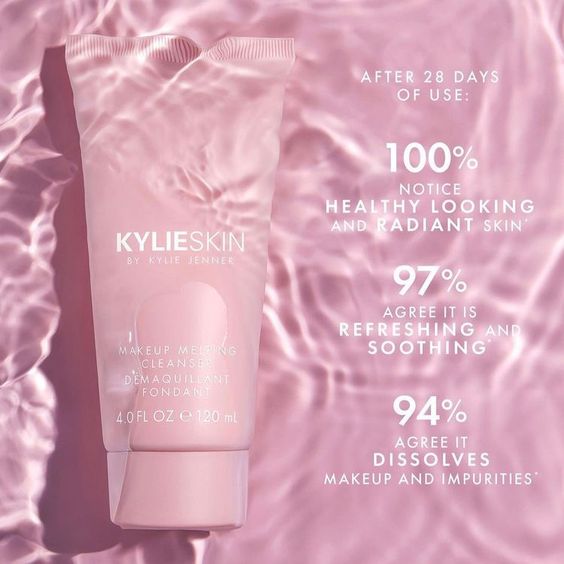 KYLIESKIN
BY KYLIE JENNER
MAKEUP MELTING
CLEANSER
DÉMAQUILLANT
FONDANT
4.0 FL OZ ℮ 120 mL
AFTER 28 DAYS
OF USE:
100%
NOTICE
HEALTHY LOOKING
AND RADIANT SKIN*
97%
AGREE IT IS
REFRESHING AND
SOOTHING*
94%
AGREE IT
DISSOLVES
MAKEUP AND IMPURITIES*